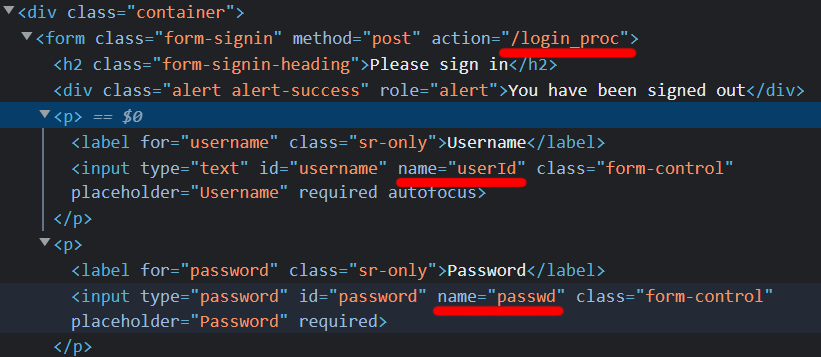 <div class="container">
<form class="form-signin" method="post" action="/login_proc">
<h2 class="form-signin-heading">Please sign in</h2>
<div class="alert alert-success" role="alert">You have been signed out</div>
<p> == $0
<label for="username" class="sr-only">Username</label>
<input type="text" id="username" name="userId" class="form-control"
placeholder="Username" required autofocus>
</p>
<p>
<label for="password" class="sr-only">Password</label>
<input type="password" id="password" name="passwd" class="form-control"
placeholder="Password" required>
</p>